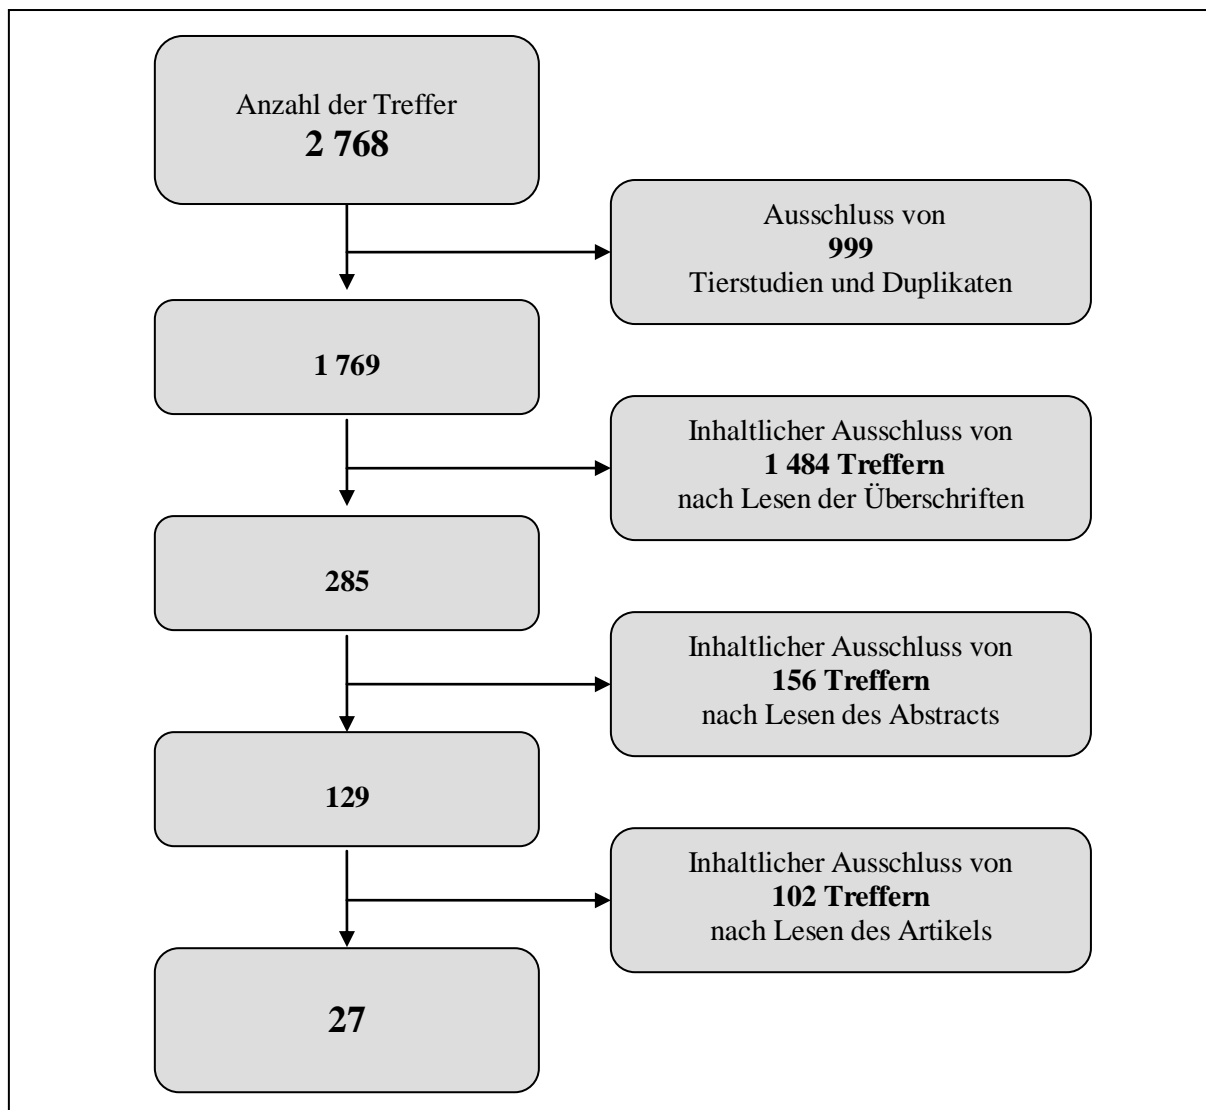 Anzahl der Treffer
2 768
Ausschluss von
999
Tierstudien und Duplikaten
1 769
Inhaltlicher Ausschluss von
1 484 Treffern
nach Lesen der Überschriften
285
Inhaltlicher Ausschluss von
156 Treffern
nach Lesen des Abstracts
129
Inhaltlicher Ausschluss von
102 Treffern
nach Lesen des Artikels
27